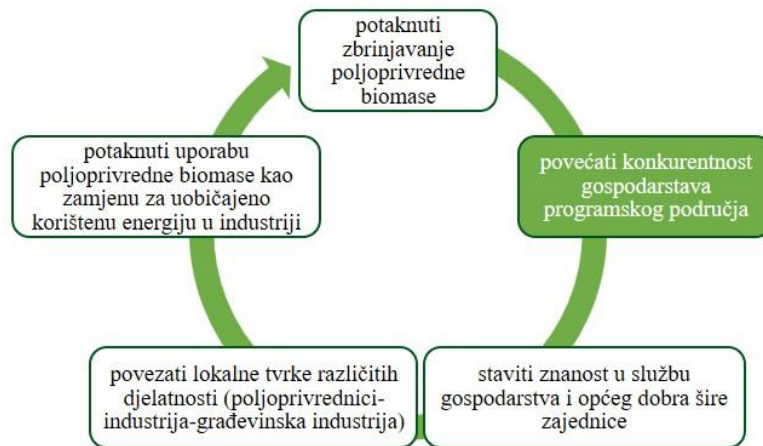 potaknuti
zbrinjavanje
poljoprivredne
biomase
povećati konkurentnost
gospodarstava
programskog područja
staviti znanost u službu
gospodarstva i općeg dobra šire
zajednice
povezati lokalne tvrke različitih
djelatnosti (poljoprivrednici-
industrija-građevinska industrija)
potaknuti uporabu
poljoprivredne biomase kao
zamjenu za uobičajeno
korištenu energiju u industriji